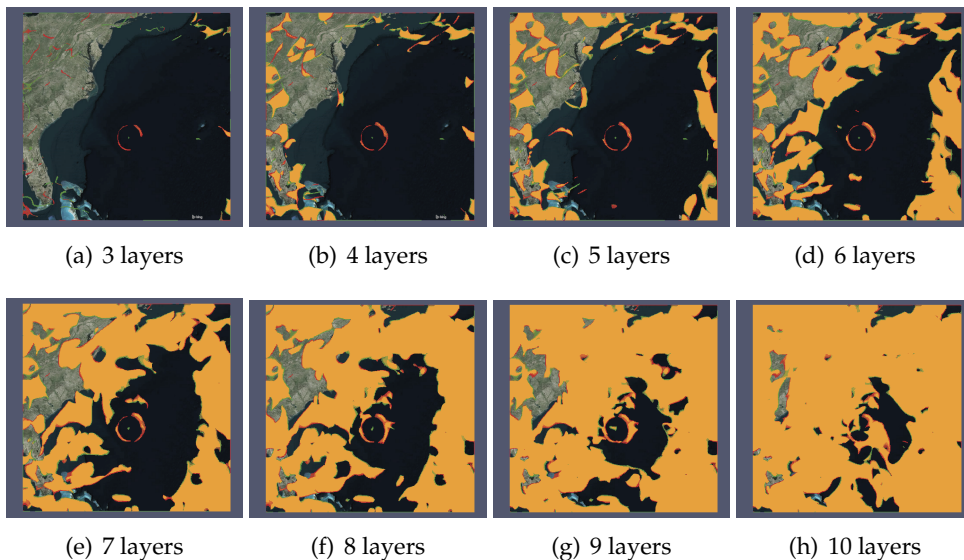 (a) 3 layers
(b) 4 layers
(c) 5 layers
(d) 6 layers
(e) 7 layers
(f) 8 layers
(g) 9 layers
(h) 10 layers